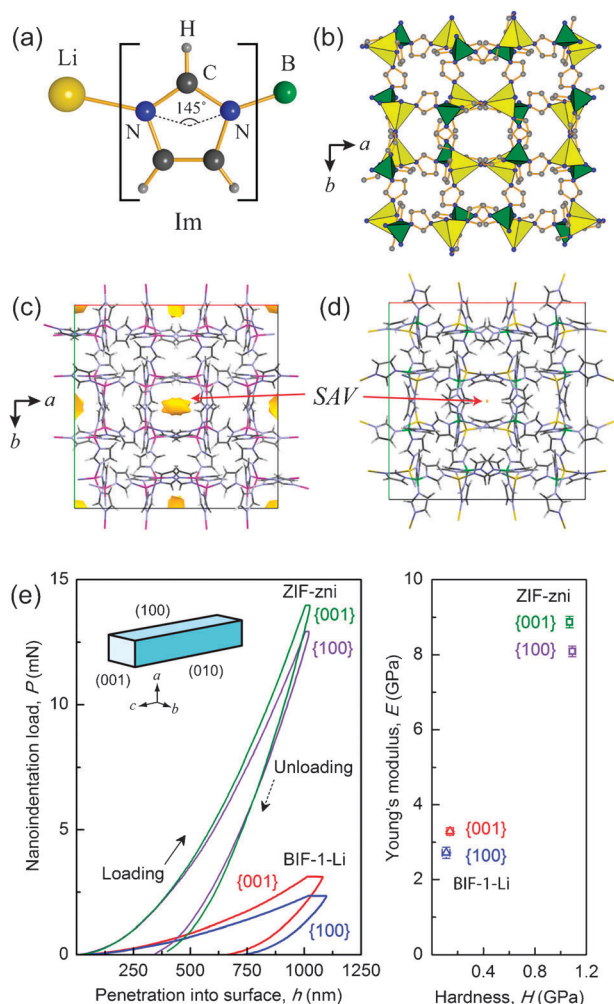 (a)
H
Li
C
B
145°
N
N
Im
(b)
a
b
(c)
a
b
SAV
(d)
(e)
15
10
5
0
Nanoindentation load, P (mN)
(100)
(001)
(010)
a
c
b
ZIF-zni
{001}
{100}
Unloading
Loading
BIF-1-Li
{001}
{100}
250
500
750
1000
1250
Penetration into surface, h (nm)
10
8
6
4
2
0
Young's modulus, E (GPa)
ZIF-zni
{001}
{100}
{001}
{100}
BIF-1-Li
0.4
0.8
1.2
Hardness, H (GPa)